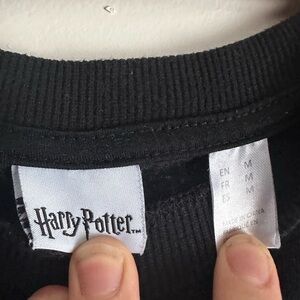 Harry Potter™
EN M
FR M
ES M
MADE IN CHINA